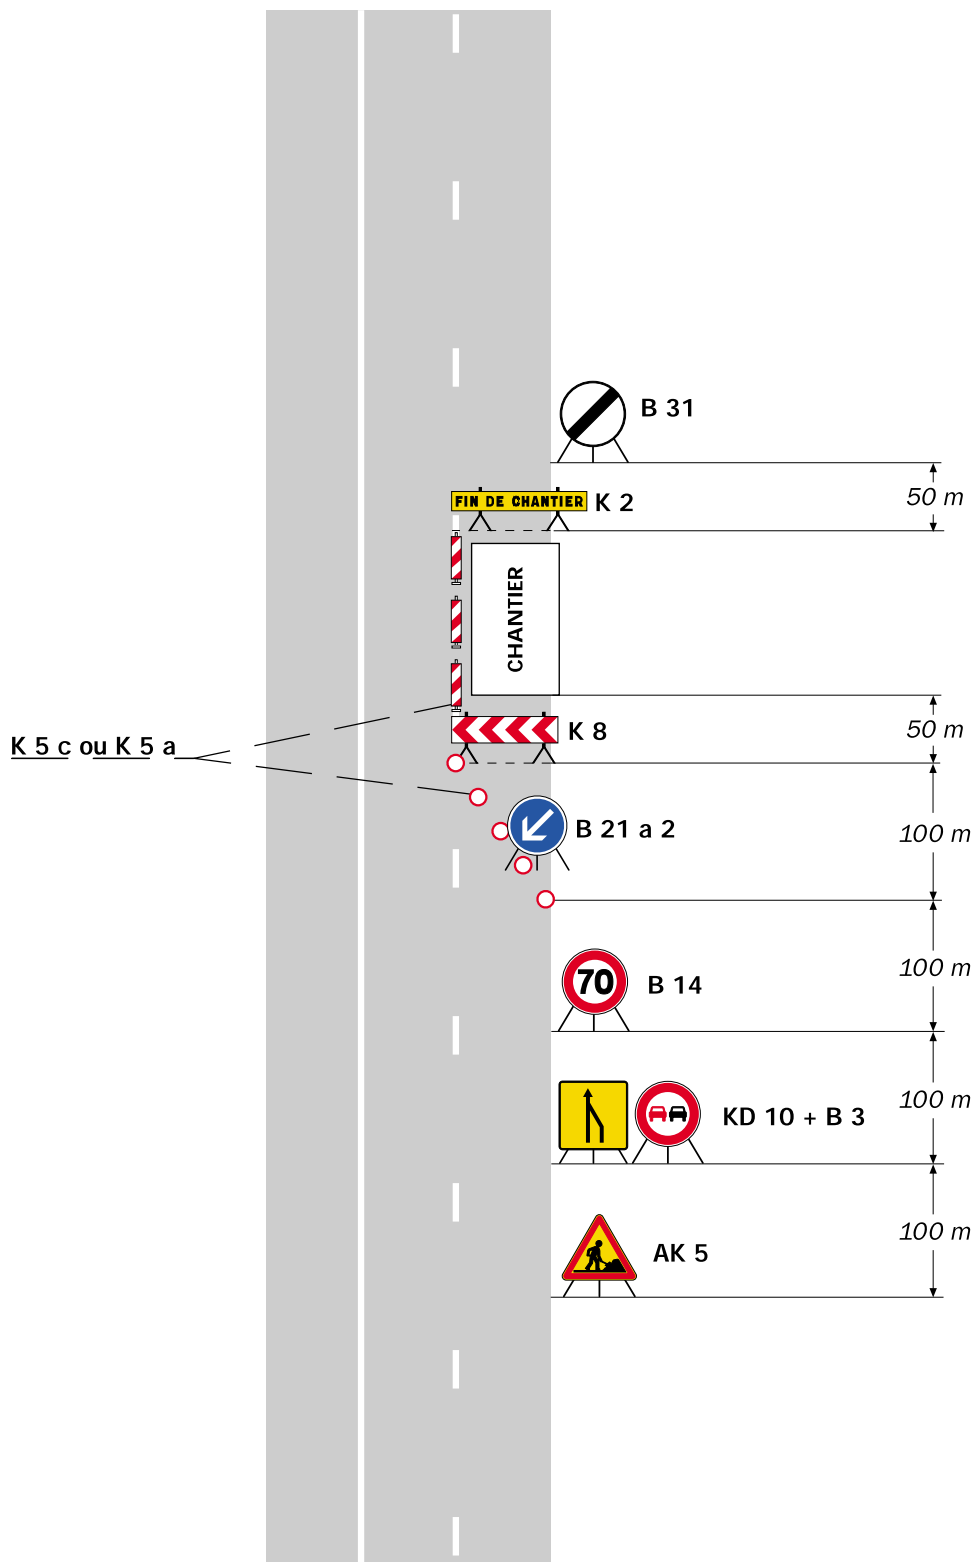 B 31
50 m
FIN DE CHANTIER
K 2
CHANTIER
50 m
K 8
K 5 c ou K 5 a
B 21 a 2
100 m
70
B 14
100 m
KD 10 + B 3
100 m
AK 5
100 m